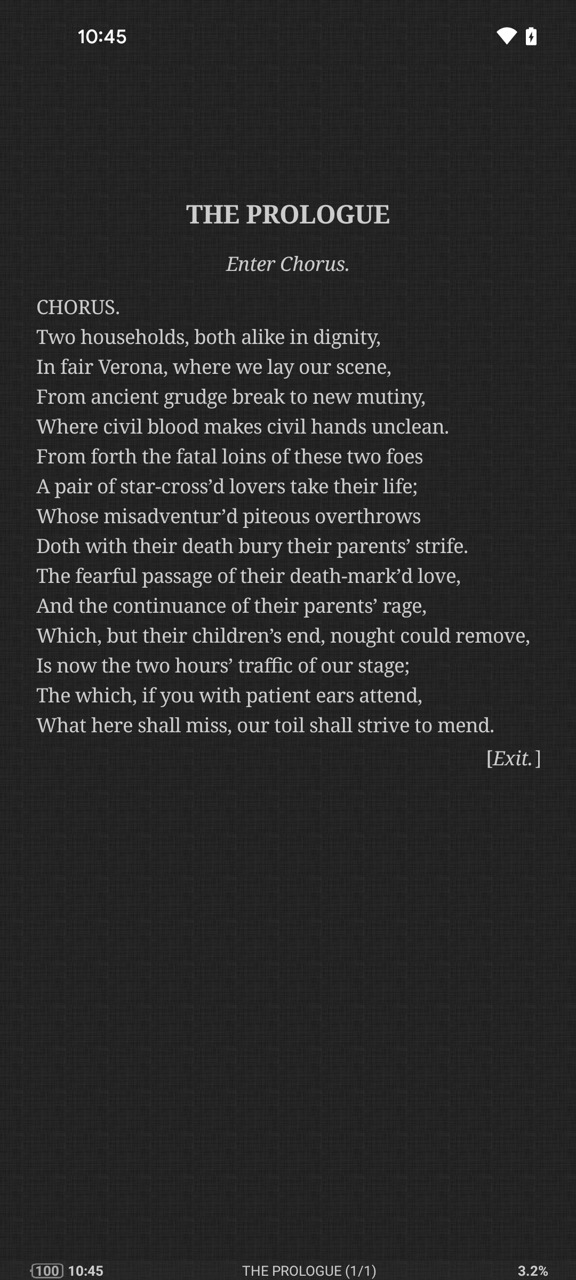 10:45
THE PROLOGUE
Enter Chorus.
CHORUS.
Two households, both alike in dignity,
In fair Verona, where we lay our scene,
From ancient grudge break to new mutiny,
Where civil blood makes civil hands unclean.
From forth the fatal loins of these two foes
A pair of star-cross’d lovers take their life;
Whose misadventur’d piteous overthrows
Doth with their death bury their parents’ strife.
The fearful passage of their death-mark’d love,
And the continuance of their parents’ rage,
Which, but their children’s end, nought could remove,
Is now the two hours’ traffic of our stage;
The which, if you with patient ears attend,
What here shall miss, our toil shall strive to mend.
[Exit.]
100 10:45 THE PROLOGUE (1/1) 3.2%